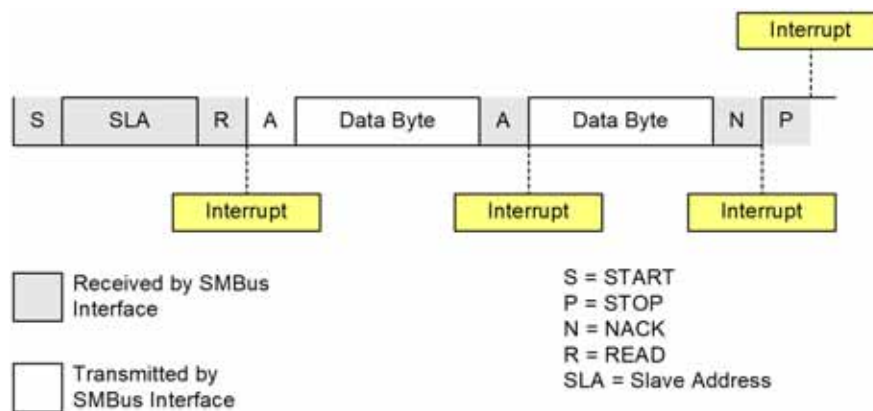 Interrupt
S SLA R A Data Byte A Data Byte N P
Interrupt Interrupt Interrupt
Received by SMBus
Interface
Transmitted by
SMBus Interface
S = START
P = STOP
N = NACK
R = READ
SLA = Slave Address